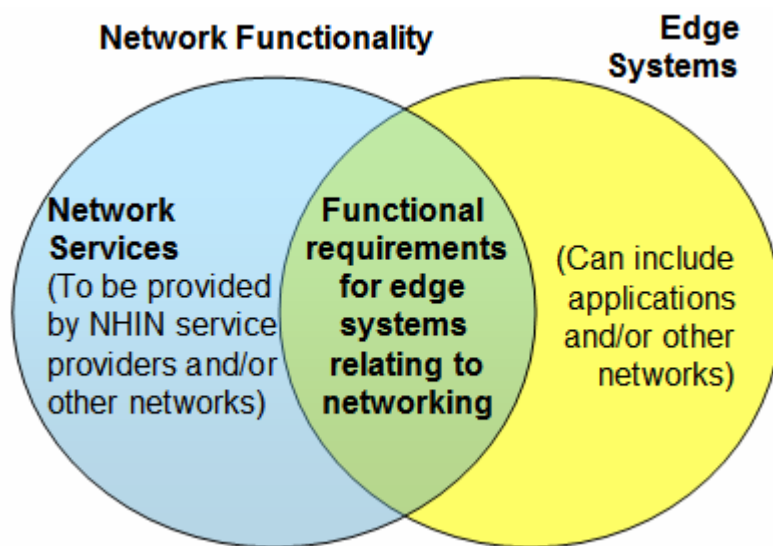 Network Functionality
Edge
Systems
Network
Services
(To be provided
by NHIN service
providers and/or
other networks)
Functional
requirements
for edge
systems
relating to
networking
(Can include
applications
and/or other
networks)